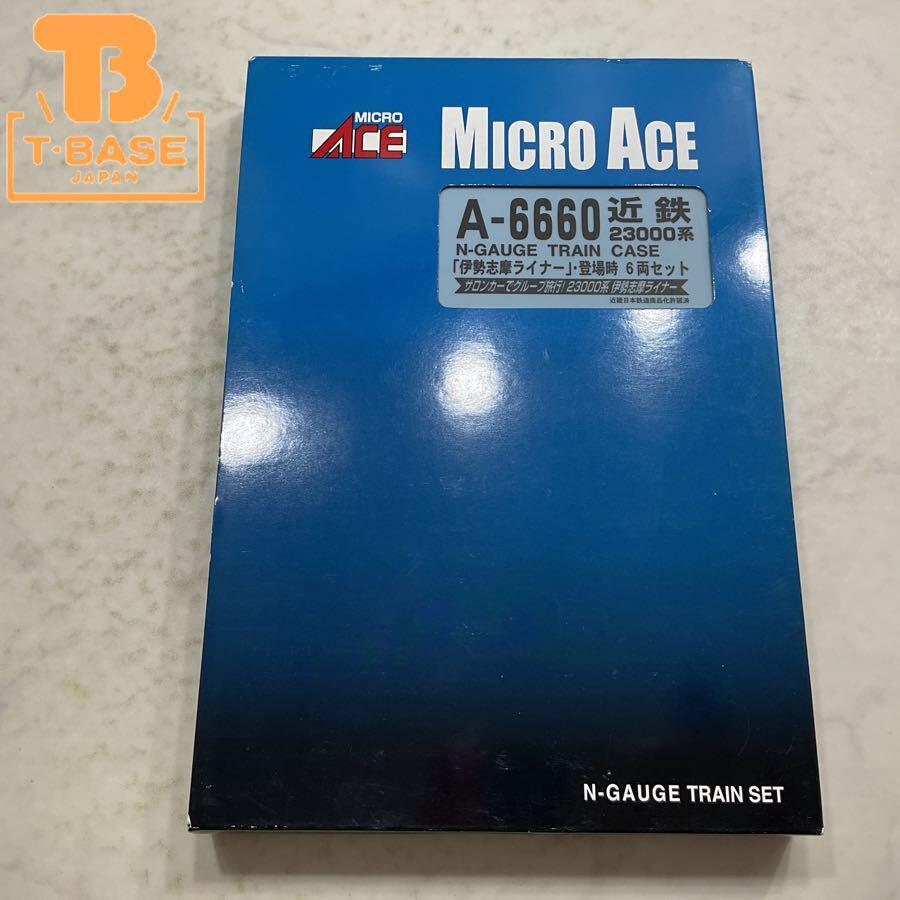 T·BASE
JAPAN
MICRO
ACE
MICRO ACE
A-6660 近鉄
23000系
N-GAUGE TRAIN CASE
「伊勢志摩ライナー」・登場時 6両セット
サロンカーでグループ旅行!23000系 伊勢志摩ライナー
近畿日本鉄道商品化許諾済
N-GAUGE TRAIN SET